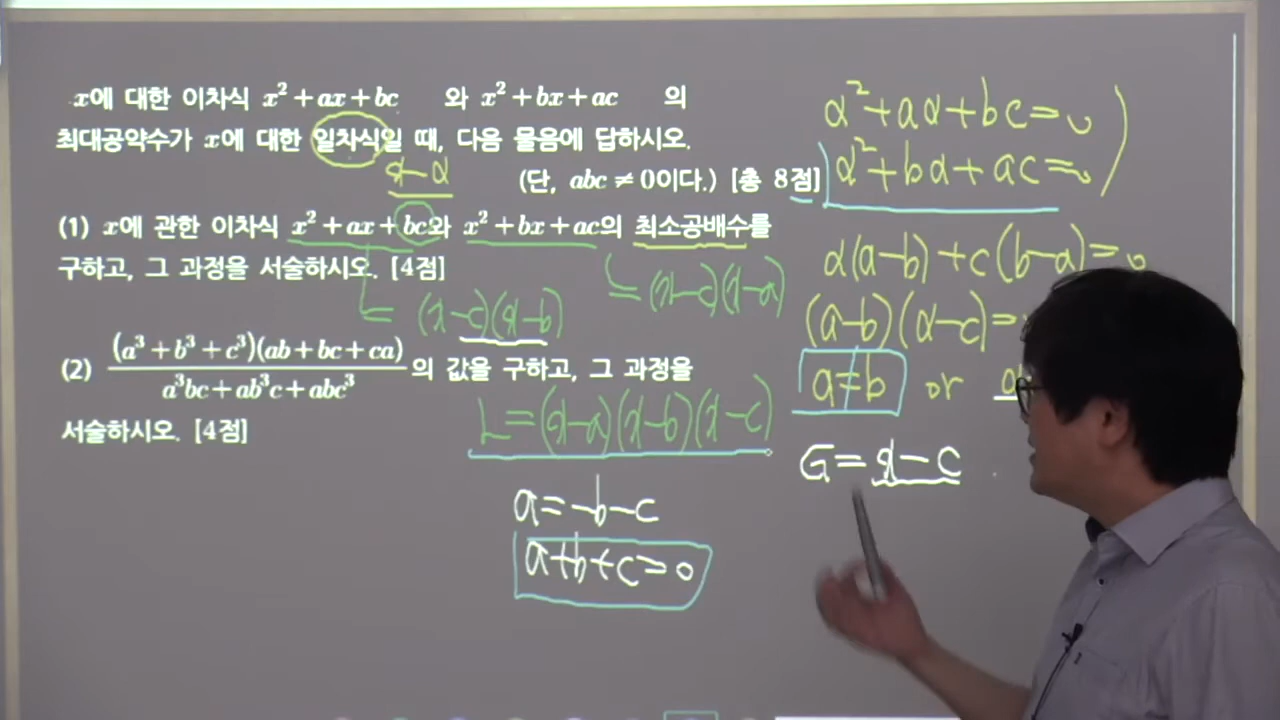 x에 대한 이차식 x² + ax + bc 와 x² + bx + ac 의
최대공약수가 x에 대한 일차식일 때, 다음 물음에 답하시오.
x-α
(단, abc ≠ 0이다.) [총 8점]
(1) x에 관한 이차식 x² + ax + bc와 x² + bx + ac의 최소공배수를
구하고, 그 과정을 서술하시오. [4점]
= (x-c)(x-b)
= (x-c)(x-a)
(2) (a³ + b³ + c³)(ab + bc + ca) / a³bc + ab³c + abc³ 의 값을 구하고, 그 과정을
서술하시오. [4점]
L = (x-a)(x-b)(x-c)
a = -b-c
a+b+c=0
α²+aα+bc=0
α²+bα+ac=0
α(a-b)+c(b-a)=0
(a-b)(α-c)=
a≠b or
G = x-c